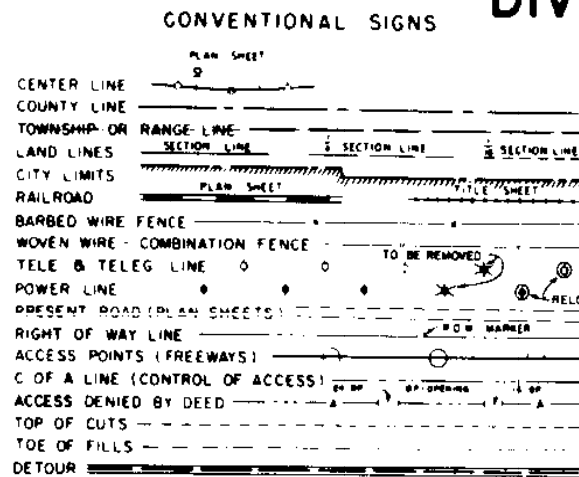 DIV
CONVENTIONAL SIGNS
PLAN SHEET
CENTER LINE
COUNTY LINE
TOWNSHIP OR RANGE LINE
LAND LINES SECTION LINE SECTION LINE SECTION LINE
CITY LIMITS
RAILROAD PLAN SHEET TITLE SHEET
BARBED WIRE FENCE
WOVEN WIRE - COMBINATION FENCE
TELE & TELEG LINE TO BE REMOVED
POWER LINE RELO
PRESENT ROAD (PLAN SHEETS)
RIGHT OF WAY LINE R.O.W. MARKER
ACCESS POINTS (FREEWAYS)
C OF A LINE (CONTROL OF ACCESS)
ACCESS DENIED BY DEED OPENING
TOP OF CUTS
TOE OF FILLS
DETOUR